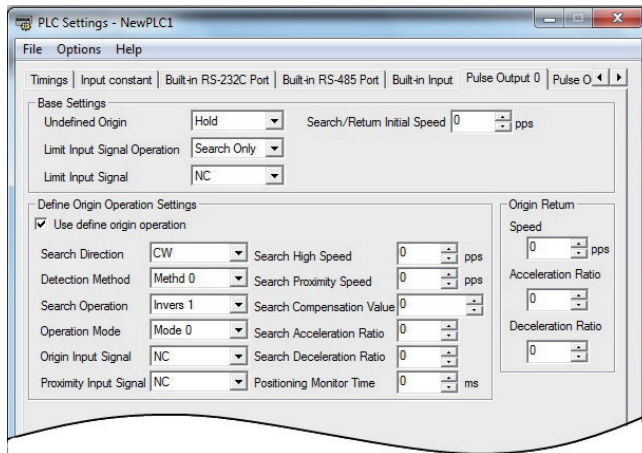 PLC Settings - NewPLC1
File Options Help
Timings Input constant Built-in RS-232C Port Built-in RS-485 Port Built-in Input Pulse Output 0 Pulse O
Base Settings
Undefined Origin Hold Search/Return Initial Speed 0 pps
Limit Input Signal Operation Search Only
Limit Input Signal NC
Define Origin Operation Settings
Use define origin operation
Search Direction CW Search High Speed 0 pps
Detection Method Methd 0 Search Proximity Speed 0 pps
Search Operation Invers 1 Search Compensation Value 0
Operation Mode Mode 0 Search Acceleration Ratio 0
Origin Input Signal NC Search Deceleration Ratio 0
Proximity Input Signal NC Positioning Monitor Time 0 ms
Origin Return
Speed
0 pps
Acceleration Ratio
0
Deceleration Ratio
0